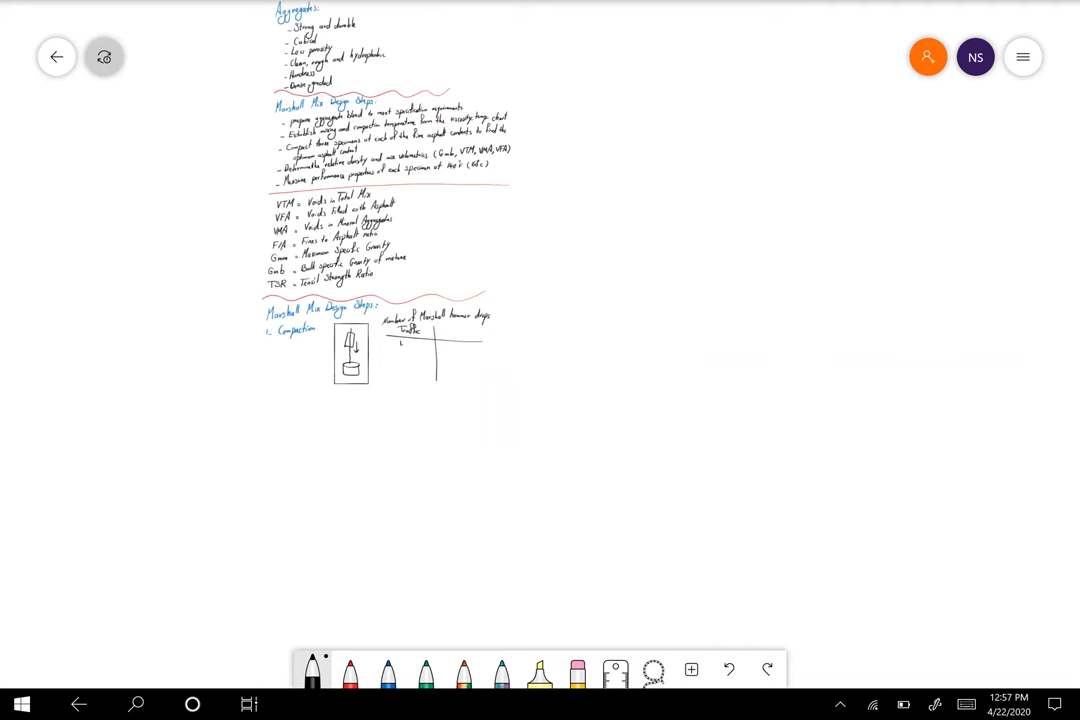 Aggregates:
- Strong and durable
- Cubical
- Low porosity
- Clean, rough and hydrophobic
- Hardness
- Dense, graded
Marshall Mix Design Steps:
- prepare aggregate blend to meet specification requirements
- Establish mixing and compaction temperature from the viscosity, temp chart
- Compact three specimens at each of the five asphalt contents to find the
optimum asphalt content
- Determine the relative density and mix volumetrics (Gmb, VTM, VMA, VFA)
- Measure performance properties of each specimen at 140°F (60c)
VTM = Voids in Total Mix
VFA = Voids Filled with Asphalt
VMA = Voids in Mineral Aggregates
F/A = Fines to Asphalt ratio
Gmm = Maximum Specific Gravity
Gmb = Bulk specific Gravity of mixture
TSR = Tensil Strength Ratio
Marshall Mix Design Steps:
1- Compaction
Number of Marshall hammer drops
Traffic
L
NS
12:57 PM
4/22/2020